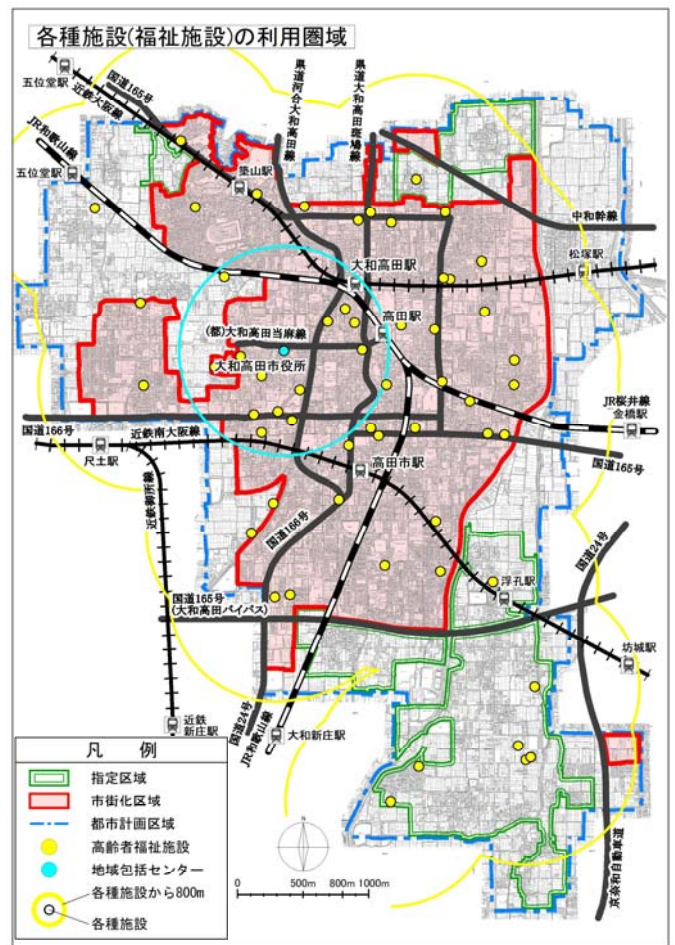 各種施設(福祉施設)の利用圏域
五位堂駅
近鉄大阪線
国道165号
県道河合大和高田線
県道大和高田斑鳩線
JR和歌山線
五位堂駅
築山駅
中和幹線
松塚駅
大和高田駅
高田駅
(都)大和高田当麻線
大和高田市役所
JR桜井線
金橋駅
国道166号
近鉄南大阪線
尺土駅
国道165号
高田市駅
近鉄御所線
国道166号
国道24号
浮孔駅
国道165号
(大和高田バイパス)
坊城駅
近鉄
新庄駅
国道24号
JR和歌山線
大和新庄駅
京奈和自動車道
凡 例
指定区域
市街化区域
都市計画区域
高齢者福祉施設
地域包括センター
各種施設から800m
各種施設
N
0 500m 800m 1000m